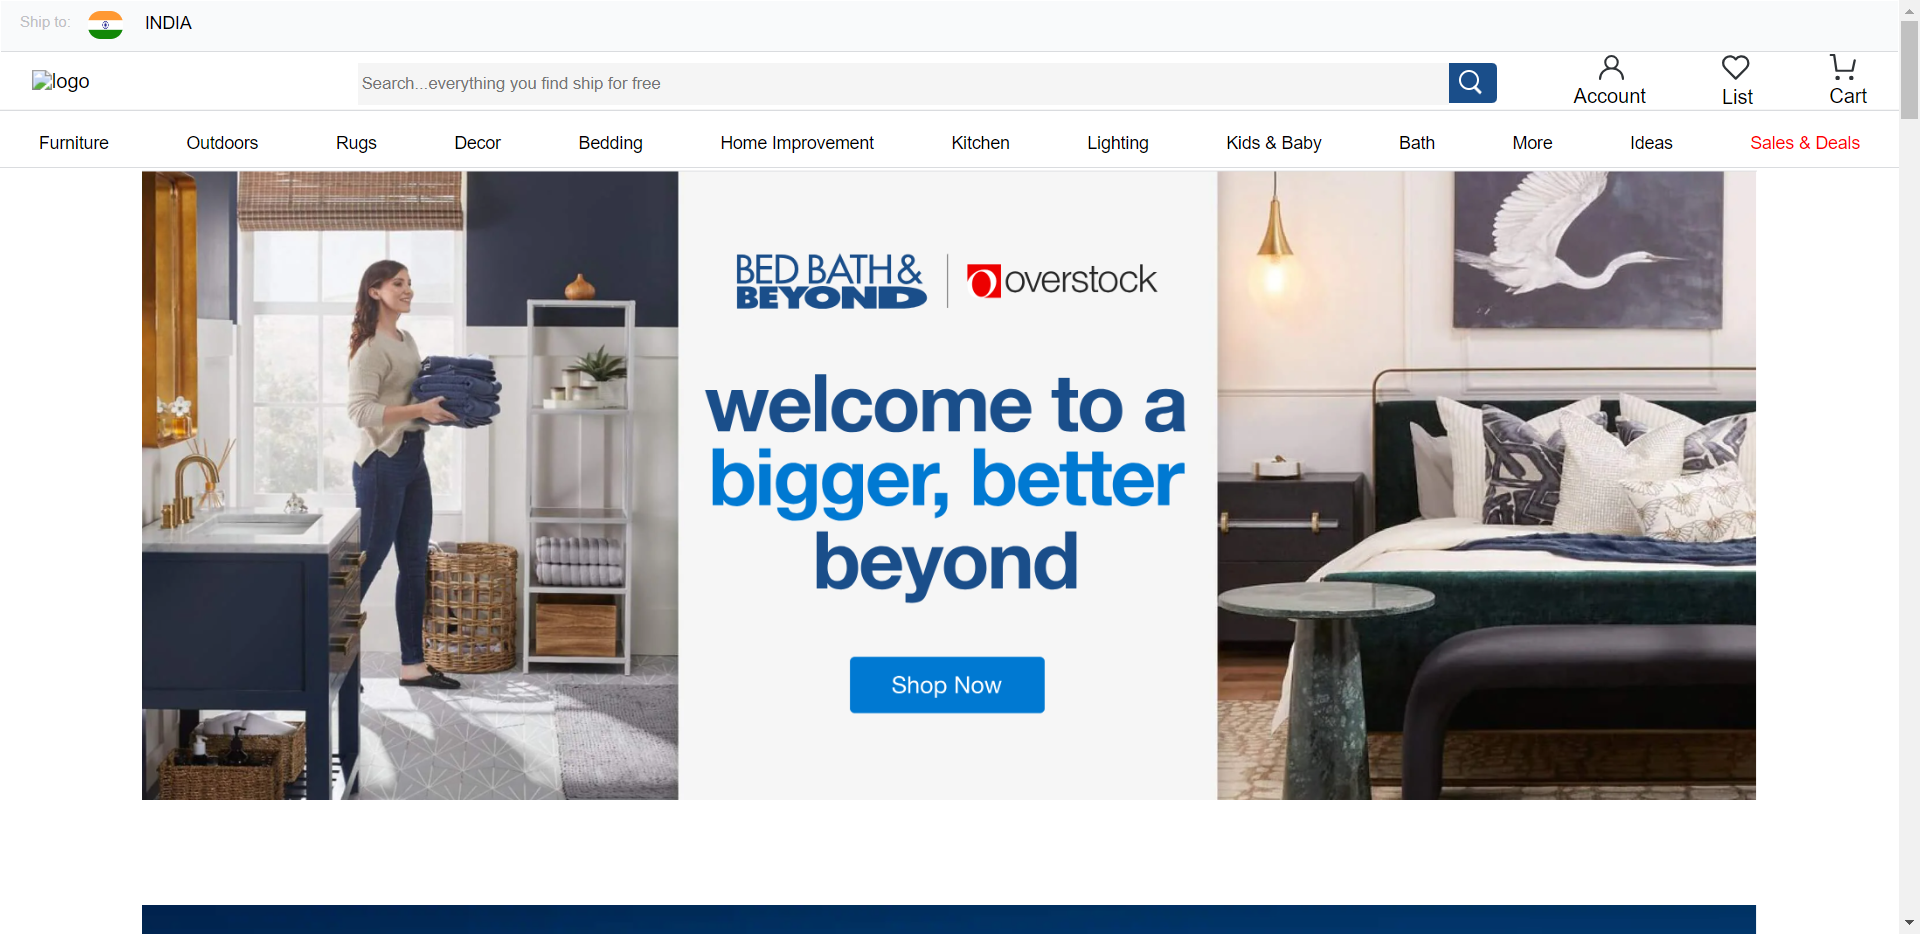 Ship to: INDIA
logo
Search...everything you find ship for free
Account List Cart
Furniture Outdoors Rugs Decor Bedding Home Improvement Kitchen Lighting Kids & Baby Bath More Ideas Sales & Deals
BED BATH &
BEYOND
overstock
welcome to a
bigger, better
beyond
Shop Now